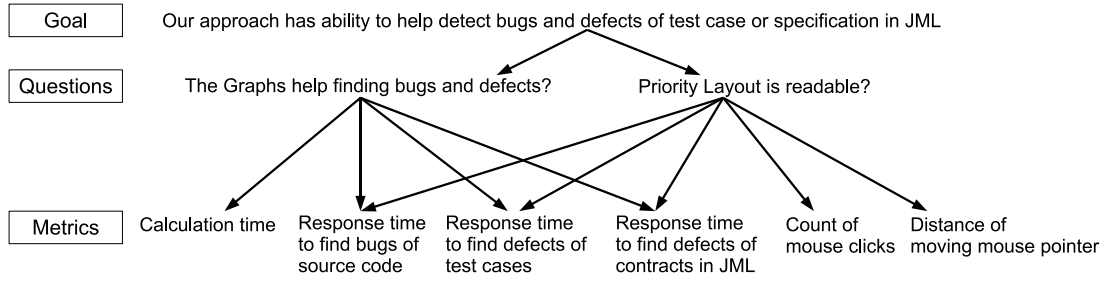 Goal
Our approach has ability to help detect bugs and defects of test case or specification in JML
Questions
The Graphs help finding bugs and defects?
Priority Layout is readable?
Metrics
Calculation time
Response time
to find bugs of
source code
Response time
to find defects of
test cases
Response time
to find defects of
contracts in JML
Count of
mouse clicks
Distance of
moving mouse pointer